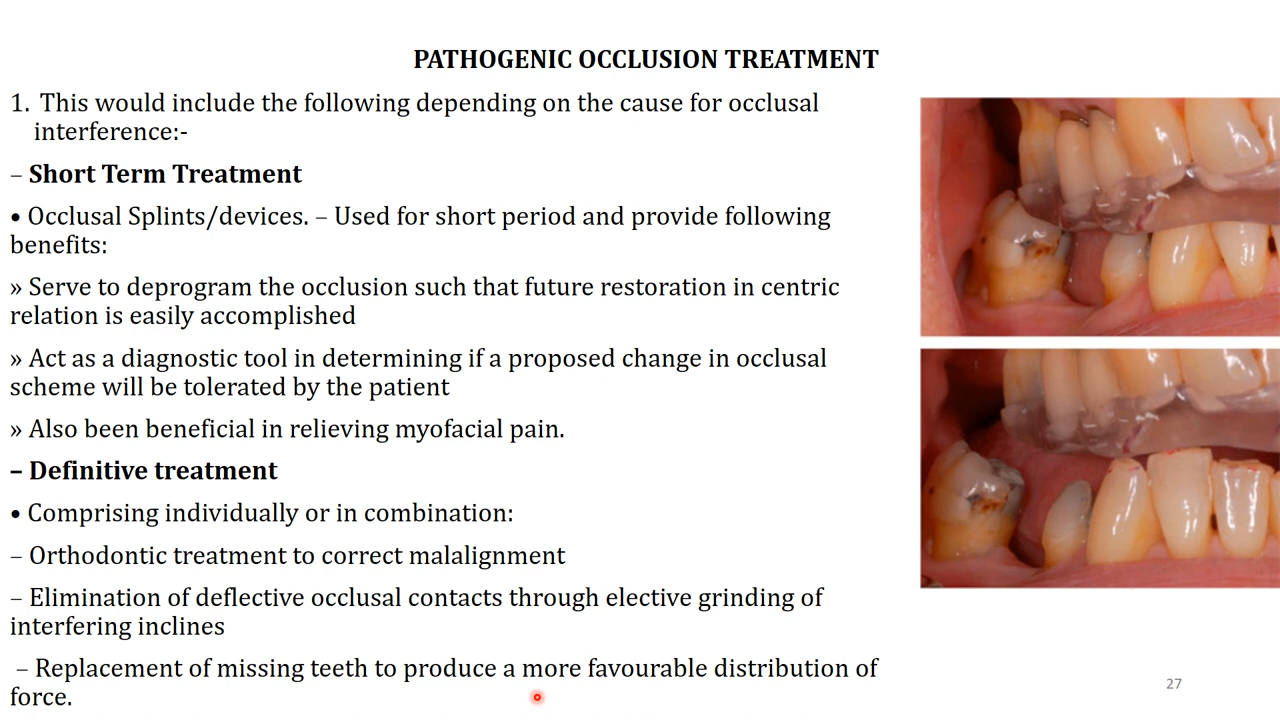 PATHOGENIC OCCLUSION TREATMENT
1. This would include the following depending on the cause for occlusal
interference:-
– Short Term Treatment
• Occlusal Splints/devices. – Used for short period and provide following
benefits:
» Serve to deprogram the occlusion such that future restoration in centric
relation is easily accomplished
» Act as a diagnostic tool in determining if a proposed change in occlusal
scheme will be tolerated by the patient
» Also been beneficial in relieving myofacial pain.
– Definitive treatment
• Comprising individually or in combination:
– Orthodontic treatment to correct malalignment
– Elimination of deflective occlusal contacts through elective grinding of
interfering inclines
– Replacement of missing teeth to produce a more favourable distribution of
force.
27